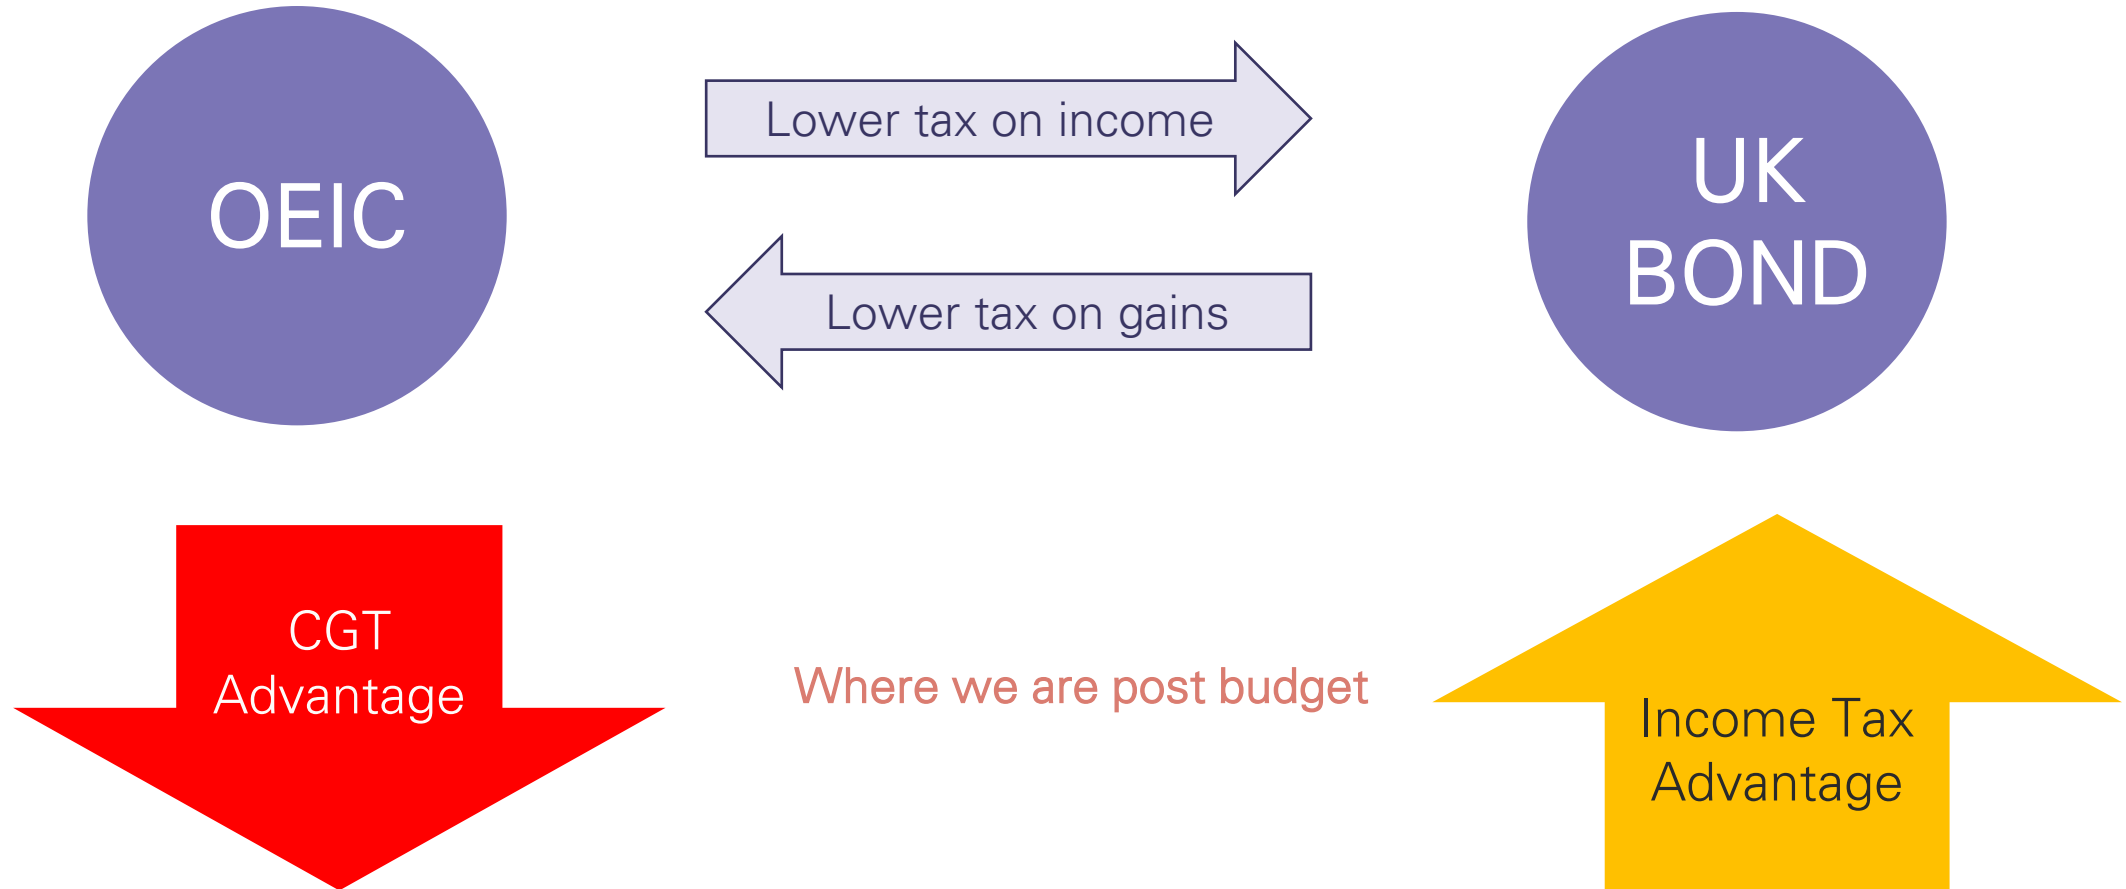 OEIC
Lower tax on income
Lower tax on gains
UK
BOND
CGT
Advantage
Where we are post budget
Income Tax
Advantage